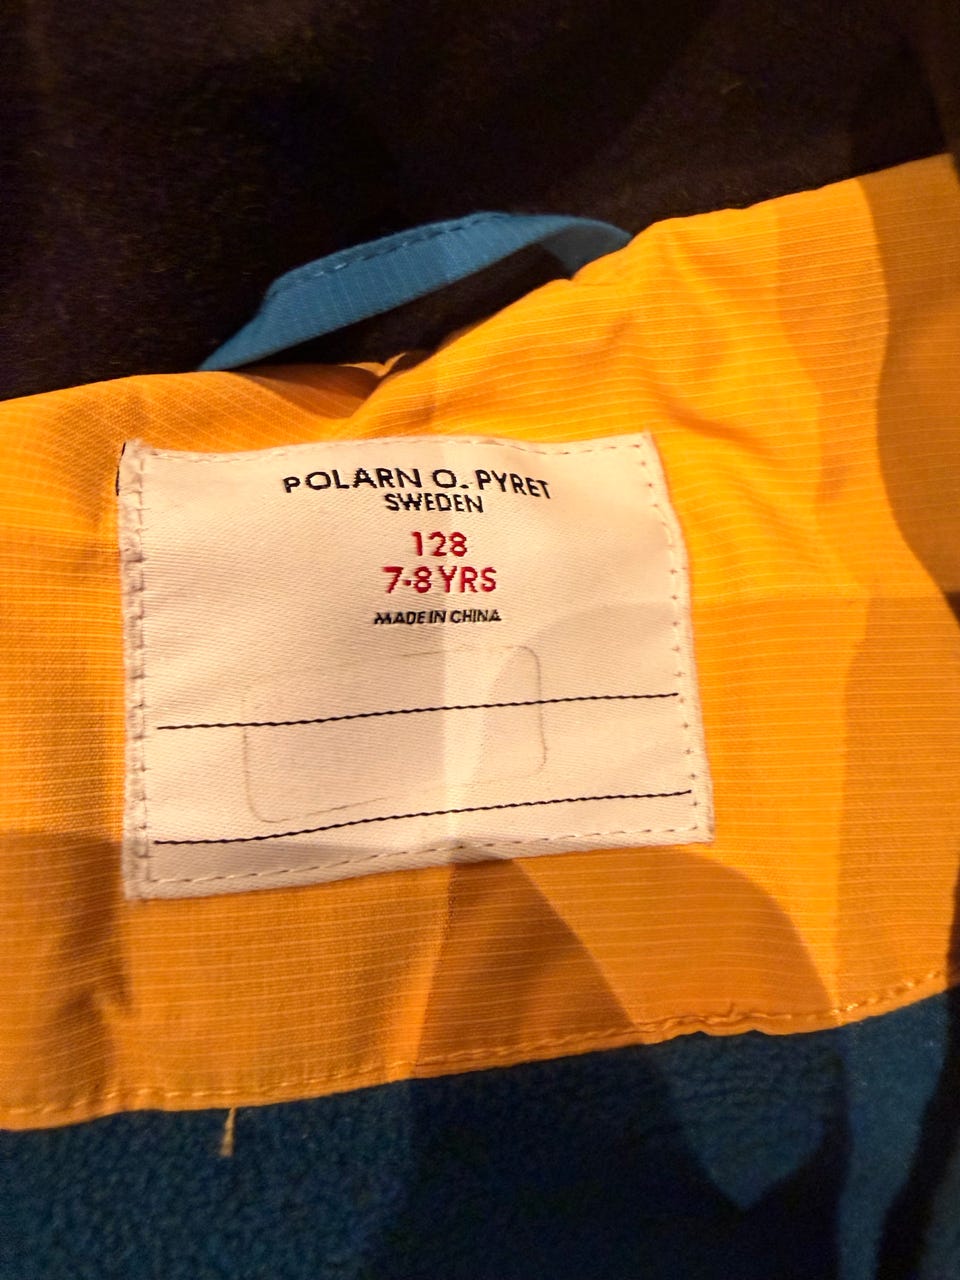 POLARN O. PYRET
SWEDEN
128
7-8 YRS
MADE IN CHINA